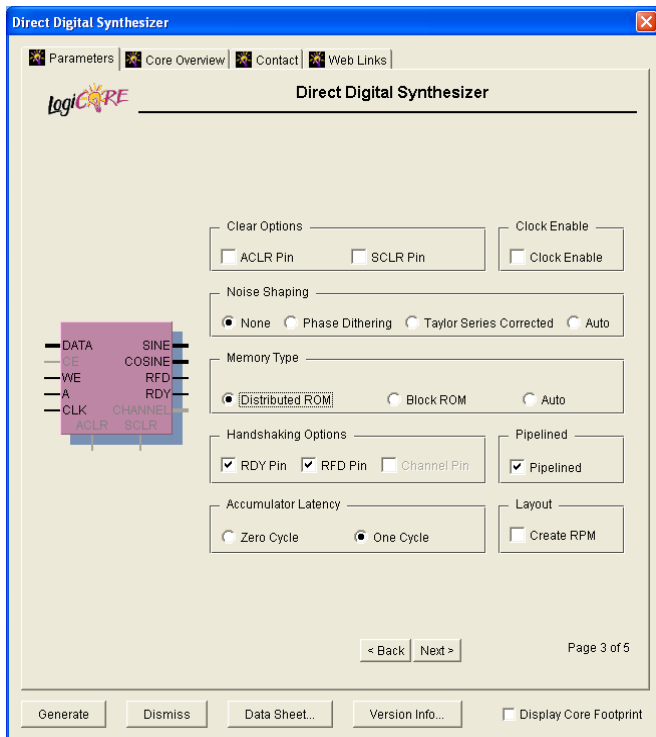 Direct Digital Synthesizer
Parameters Core Overview Contact Web Links
LogiCORE
Direct Digital Synthesizer
Clear Options
ACLR Pin SCLR Pin
Clock Enable
Clock Enable
Noise Shaping
None Phase Dithering Taylor Series Corrected Auto
Memory Type
Distributed ROM Block ROM Auto
DATA SINE
CE COSINE
WE RFD
A RDY
CLK CHANNEL
ACLR SCLR
Handshaking Options
RDY Pin RFD Pin Channel Pin
Pipelined
Pipelined
Accumulator Latency
Zero Cycle One Cycle
Layout
Create RPM
< Back Next > Page 3 of 5
Generate Dismiss Data Sheet... Version Info... Display Core Footprint